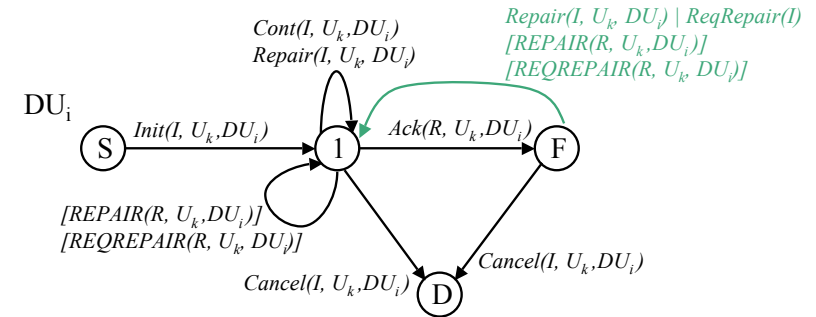 Repair(I, Uk, DUi) | ReqRepair(I)
[REPAIR(R, Uk,DUi)]
[REQREPAIR(R, Uk, DUi)]
Cont(I, Uk,DUi)
Repair(I, Uk, DUi)
DUi
S
Init(I, Uk,DUi)
1
Ack(R, Uk,DUi)
F
[REPAIR(R, Uk,DUi)]
[REQREPAIR(R, Uk, DUi)]
Cancel(I, Uk,DUi)
D
Cancel(I, Uk,DUi)